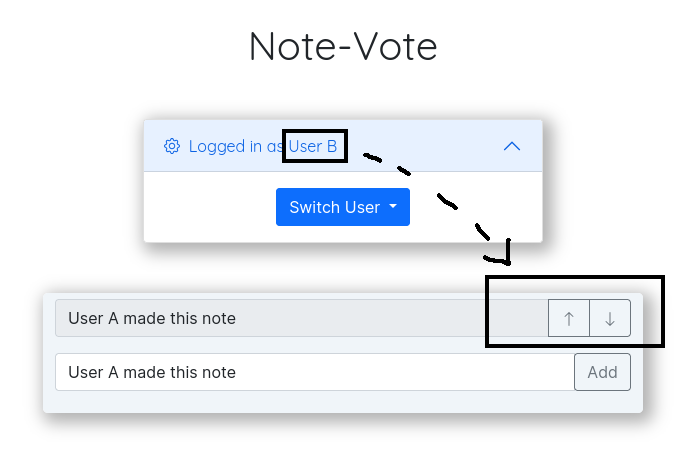 Note-Vote
Logged in as User B
Switch User
User A made this note
User A made this note Add